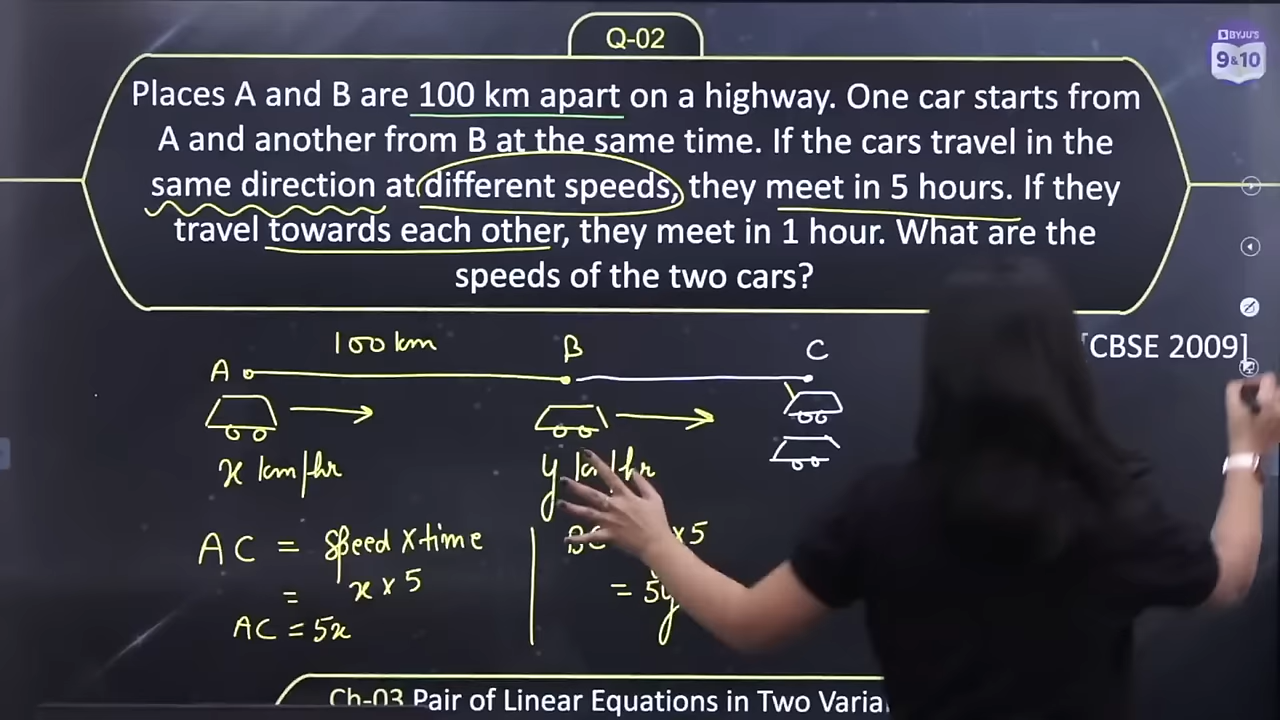 Q-02
BYJU'S
9&10
Places A and B are 100 km apart on a highway. One car starts from
A and another from B at the same time. If the cars travel in the
same direction at different speeds, they meet in 5 hours. If they
travel towards each other, they meet in 1 hour. What are the
speeds of the two cars?
[CBSE 2009]
100 km
A B C
x km/hr y km/hr
AC = speed x time
= x x 5
AC = 5x
x5
= 5y
Ch-03 Pair of Linear Equations in Two